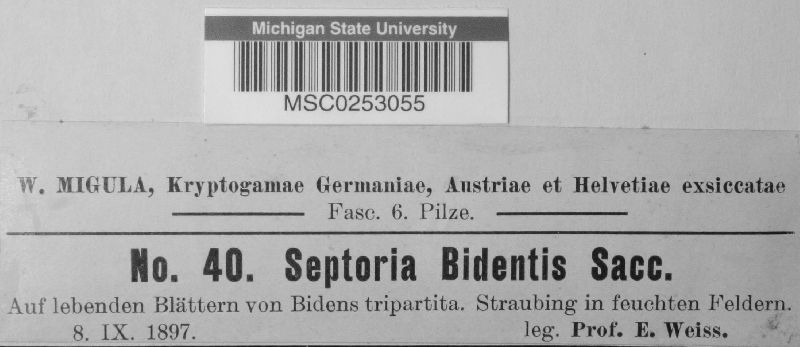 Michigan State University
MSC0253055
W. MIGULA, Kryptogamae Germaniae, Austriae et Helvetiae exsiccatae
Fasc. 6. Pilze.
No. 40. Septoria Bidentis Sacc.
Auf lebenden Blättern von Bidens tripartita. Straubing in feuchten Feldern.
8. IX. 1897. leg. Prof. E. Weiss.